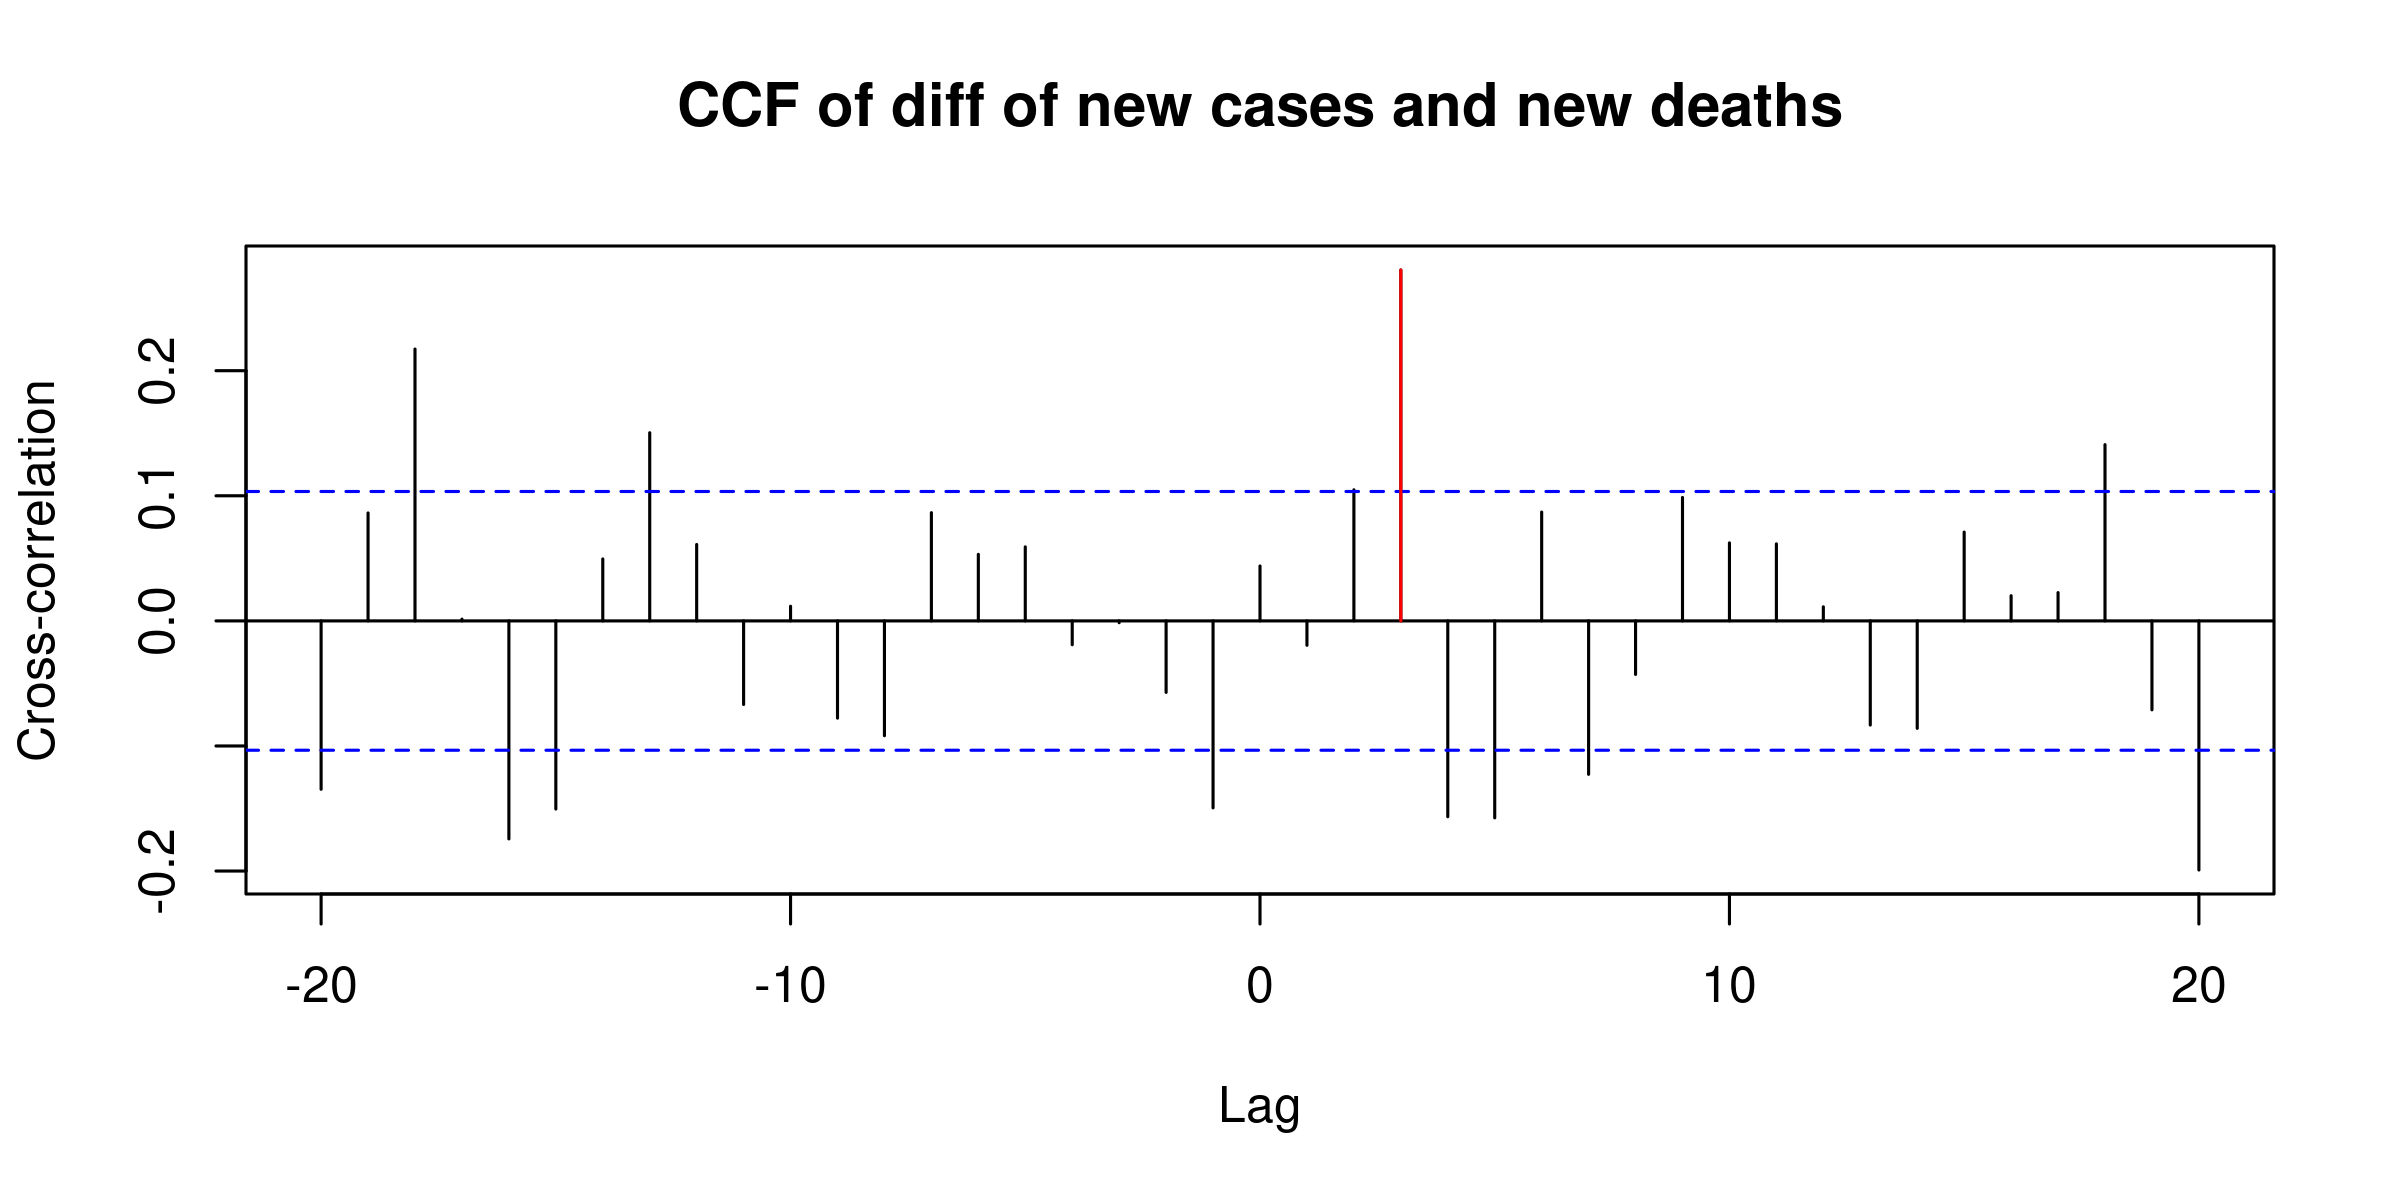 CCF of diff of new cases and new deaths
Cross-correlation
0.2
0.1
0.0
-0.2
-20 -10 0 10 20
Lag